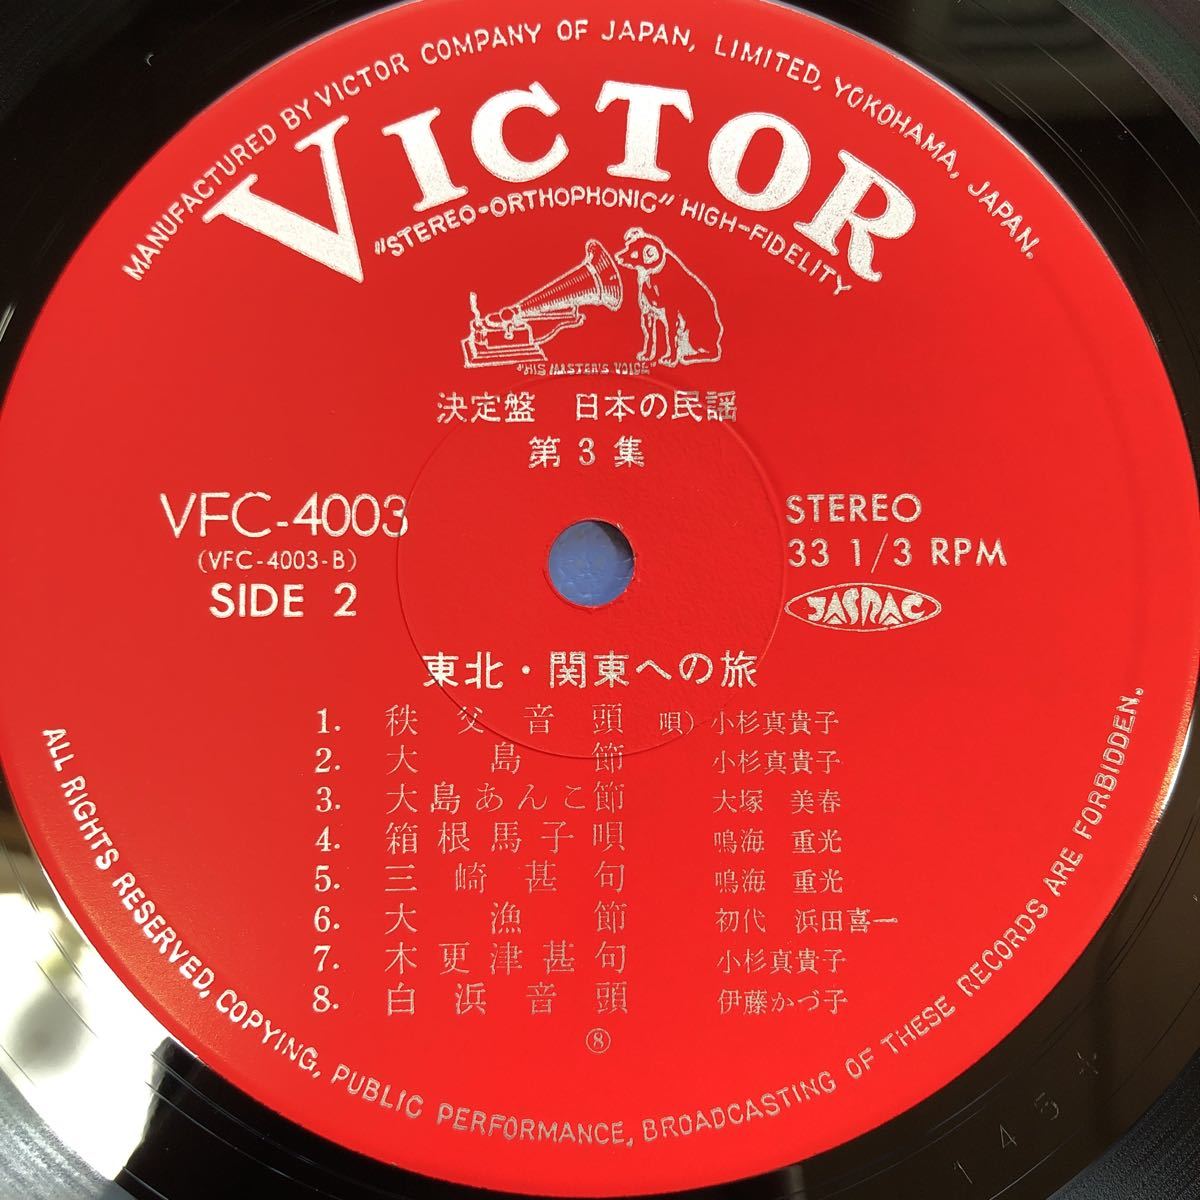 MANUFACTURED BY VICTOR COMPANY OF JAPAN, LIMITED, YOKOHAMA, JAPAN.
VICTOR
"STEREO-ORTHOPHONIC" HIGH-FIDELITY
"HIS MASTER'S VOICE"
決定盤 日本の民謡
第3集
VFC-4003
(VFC-4003-B)
SIDE 2
STEREO
33 1/3 RPM
JASRAC
東北・関東への旅
1. 秩父音頭 唄) 小杉真貴子
2. 大島節 小杉真貴子
3. 大島あんこ節 大塚 美春
4. 箱根馬子唄 鳴海 重光
5. 三崎甚句 鳴海 重光
6. 大漁節 初代 浜田喜一
7. 木更津甚句 小杉真貴子
8. 白浜音頭 伊藤かづ子
⑧
ALL RIGHTS RESERVED, COPYING, PUBLIC PERFORMANCE, BROADCASTING OF THESE RECORDS ARE FORBIDDEN.
1 4 5 +